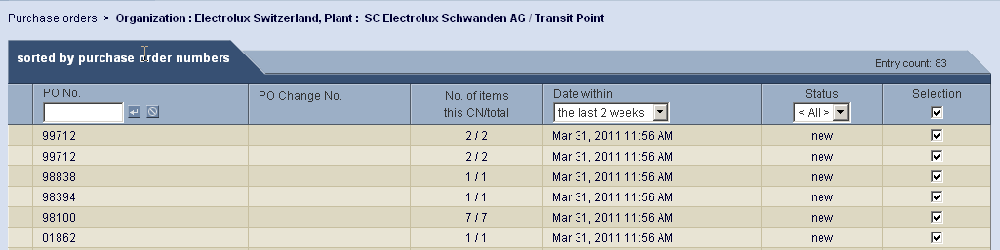 Purchase orders > Organization : Electrolux Switzerland, Plant : SC Electrolux Schwanden AG / Transit Point
sorted by purchase order numbers
Entry count: 83
PO No. PO Change No. No. of items this CN/total Date within the last 2 weeks Status < All > Selection
99712 2 / 2 Mar 31, 2011 11:56 AM new
99712 2 / 2 Mar 31, 2011 11:56 AM new
98838 1 / 1 Mar 31, 2011 11:56 AM new
98394 1 / 1 Mar 31, 2011 11:56 AM new
98100 7 / 7 Mar 31, 2011 11:56 AM new
01862 1 / 1 Mar 31, 2011 11:56 AM new